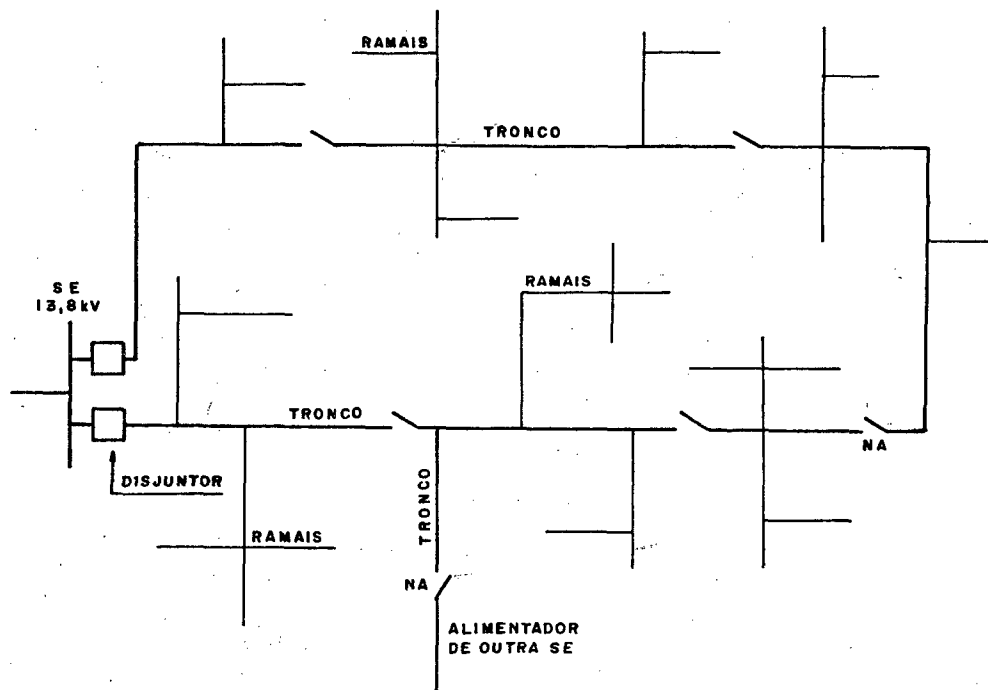 RAMAIS
TRONCO
SE
13,8kV
RAMAIS
TRONCO
NA
DISJUNTOR
TRONCO
RAMAIS
NA
ALIMENTADOR
DE OUTRA SE